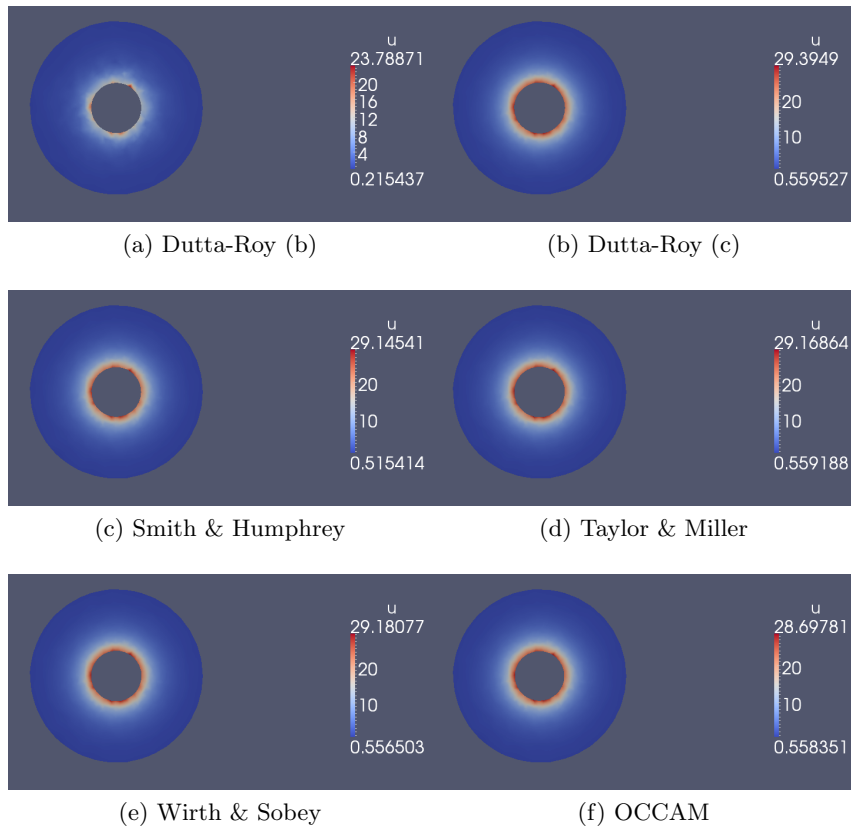 u
23.78871
20
16
12
8
4
0.215437
(a) Dutta-Roy (b)
u
29.3949
20
10
0.559527
(b) Dutta-Roy (c)
u
29.14541
20
10
0.515414
(c) Smith & Humphrey
u
29.16864
20
10
0.559188
(d) Taylor & Miller
u
29.18077
20
10
0.556503
(e) Wirth & Sobey
u
28.69781
20
10
0.558351
(f) OCCAM